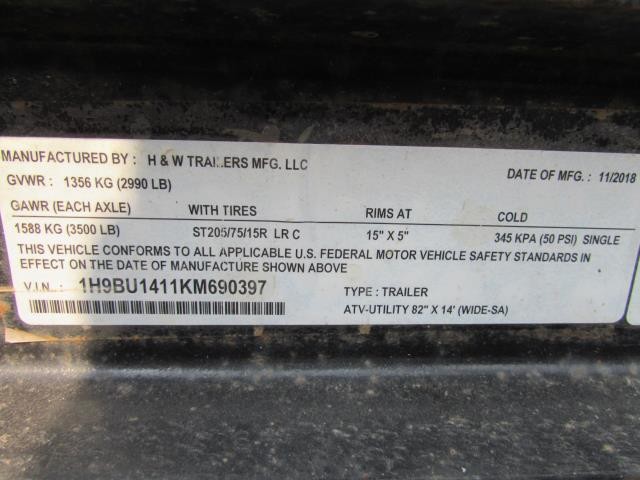 MANUFACTURED BY : H & W TRAILERS MFG. LLC DATE OF MFG. : 11/2018
GVWR : 1356 KG (2990 LB)
GAWR (EACH AXLE) WITH TIRES RIMS AT COLD
1588 KG (3500 LB) ST205/75/15R LR C 15" X 5" 345 KPA (50 PSI) SINGLE
THIS VEHICLE CONFORMS TO ALL APPLICABLE U.S. FEDERAL MOTOR VEHICLE SAFETY STANDARDS IN
EFFECT ON THE DATE OF MANUFACTURE SHOWN ABOVE
V.I.N. : 1H9BU1411KM690397 TYPE : TRAILER
ATV-UTILITY 82" X 14' (WIDE-SA)